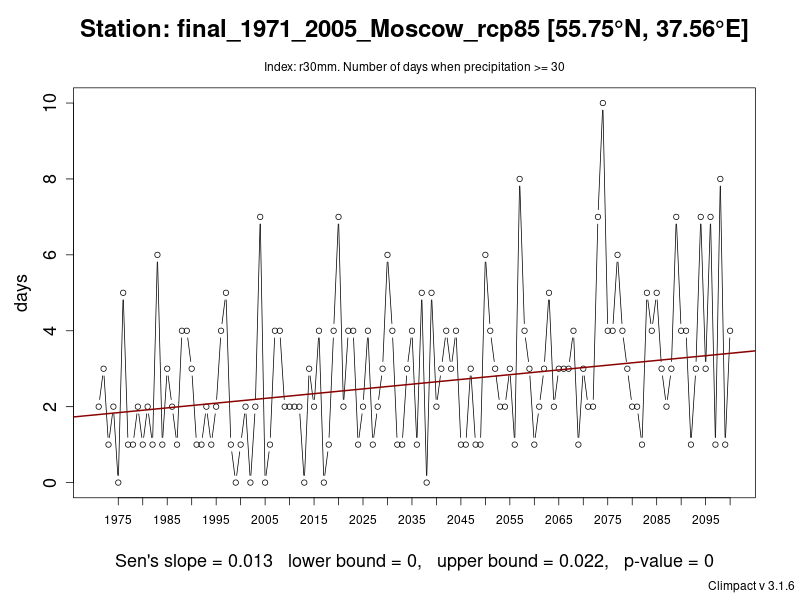 Station: final_1971_2005_Moscow_rcp85 [55.75°N, 37.56°E]
Index: r30mm. Number of days when precipitation >= 30
10
8
6
4
2
0
days
1975 1985 1995 2005 2015 2025 2035 2045 2055 2065 2075 2085 2095
Sen's slope = 0.013 lower bound = 0, upper bound = 0.022, p-value = 0
Climpact v 3.1.6